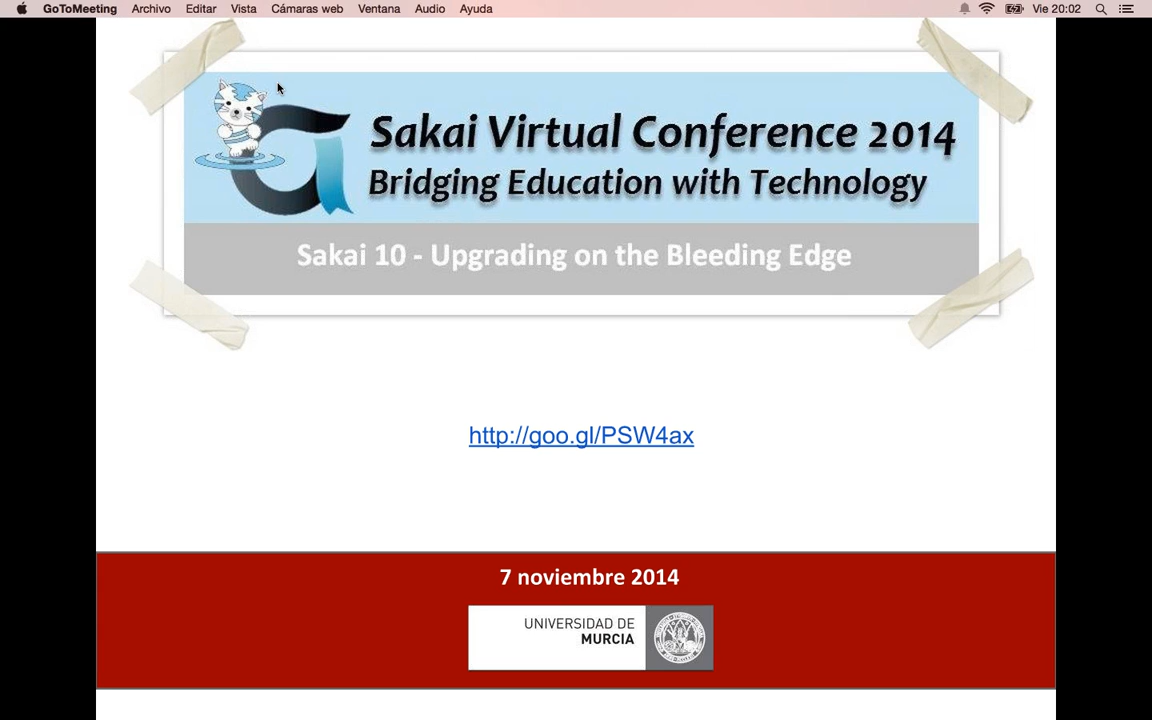 GoToMeeting Archivo Editar Vista Cámaras web Ventana Audio Ayuda Vie 20:02
Sakai Virtual Conference 2014
Bridging Education with Technology
Sakai 10 - Upgrading on the Bleeding Edge
http://goo.gl/PSW4ax
7 noviembre 2014
UNIVERSIDAD DE
MURCIA